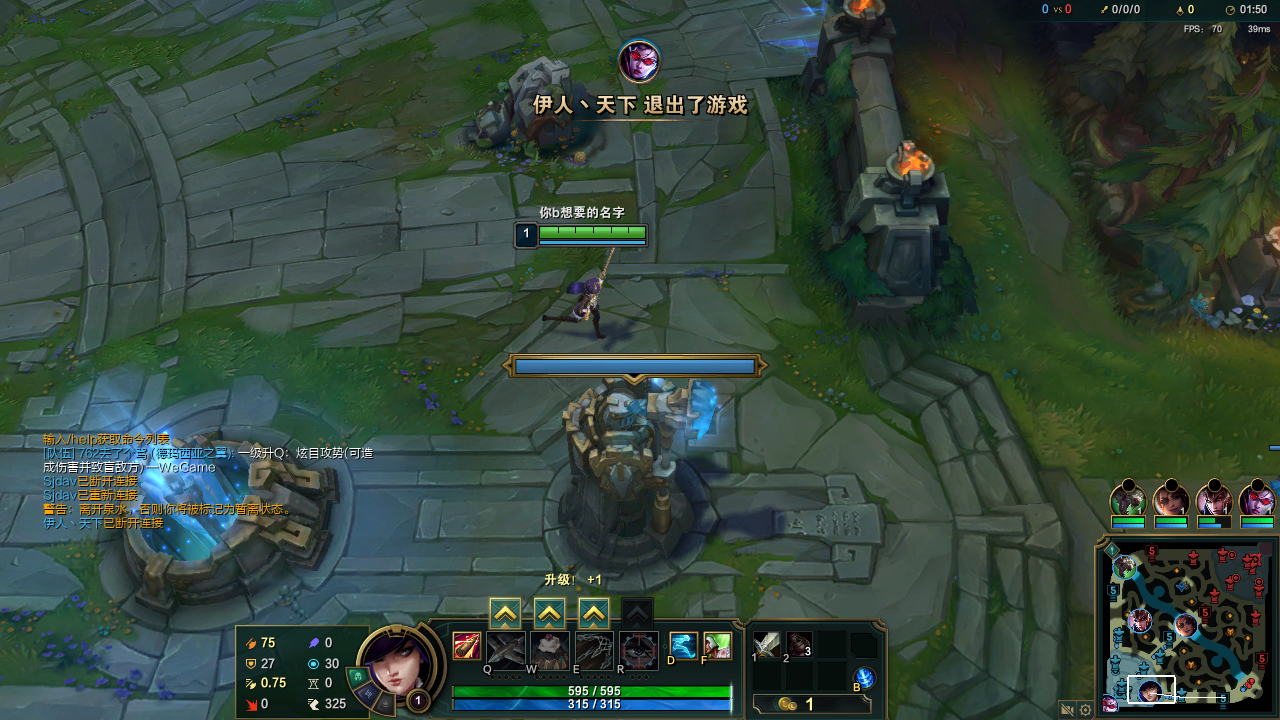 0 vs 0 0/0/0 0 01:50
FPS: 70 39ms
伊人丶天下 退出了游戏
你b想要的名字
1
输入/help获取命令列表
[队伍] 762去了个弯 (德玛西亚之翼): 一级升Q：炫目攻势(可造
成伤害并致盲敌方)—WeGame
Sjdav已断开连接
Sjdav已重新连接
警告：离开泉水，否则你将被标记为暂离状态。
伊人丶天下已断开连接
升级！ +1
75 0
27 30
0.75 0
0 325
1
Q W E R D F
595 / 595
315 / 315
1 2 3
B
1
5
5
5
5
5
5